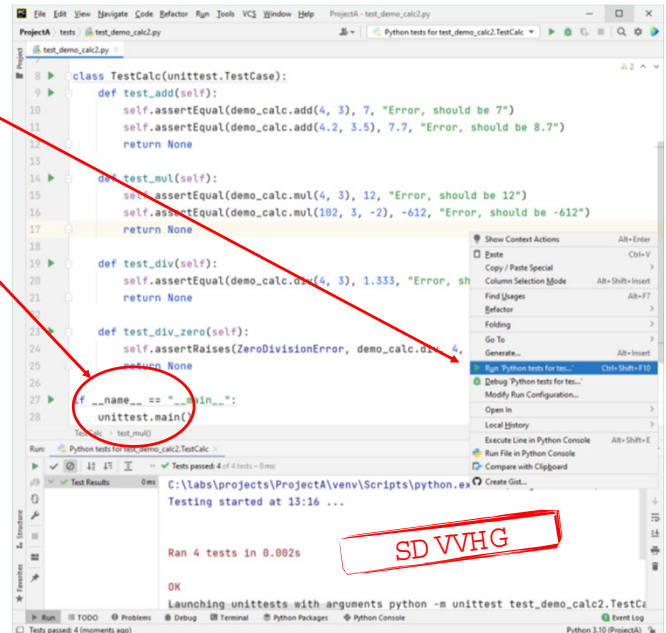 File Edit View Navigate Code Refactor Run Tools VCS Window Help ProjectA - test_demo_calc2.py
ProjectA tests test_demo_calc2.py Python tests for test_demo_calc2.TestCalc
test_demo_calc2.py
2
8 class TestCalc(unittest.TestCase):
9 def test_add(self):
10 self.assertEqual(demo_calc.add(4, 3), 7, "Error, should be 7")
11 self.assertEqual(demo_calc.add(4.2, 3.5), 7.7, "Error, should be 8.7")
12 return None
13
14 def test_mul(self):
15 self.assertEqual(demo_calc.mul(4, 3), 12, "Error, should be 12")
16 self.assertEqual(demo_calc.mul(102, 3, -2), -612, "Error, should be -612")
17 return None
18
19 def test_div(self):
20 self.assertEqual(demo_calc.div(4, 3), 1.333, "Error, sh
21 return None
22
23 def test_div_zero(self):
24 self.assertRaises(ZeroDivisionError, demo_calc.div, 4,
25 return None
26
27 if __name__ == "__main__":
28 unittest.main()
TestCalc > test_mul()
Show Context Actions Alt+Enter
Paste Ctrl+V
Copy / Paste Special
Column Selection Mode Alt+Shift+Insert
Find Usages Alt+F7
Refactor
Folding
Go To
Generate... Alt+Insert
Run 'Python tests for tes...' Ctrl+Shift+F10
Debug 'Python tests for tes...'
Modify Run Configuration...
Open In
Local History
Execute Line in Python Console Alt+Shift+E
Run File in Python Console
Compare with Clipboard
Create Gist...
Run: Python tests for test_demo_calc2.TestCalc
Tests passed: 4 of 4 tests – 0 ms
Test Results 0 ms
C:\labs\projects\ProjectA\venv\Scripts\python.ex
Testing started at 13:16 ...
Ran 4 tests in 0.002s
SD VVHG
OK
Launching unittests with arguments python -m unittest test_demo_calc2.TestCa
Project
Structure
Favorites
Run TODO Problems Debug Terminal Python Packages Python Console Event Log
Tests passed: 4 (moments ago) Python 3.10 (ProjectA)